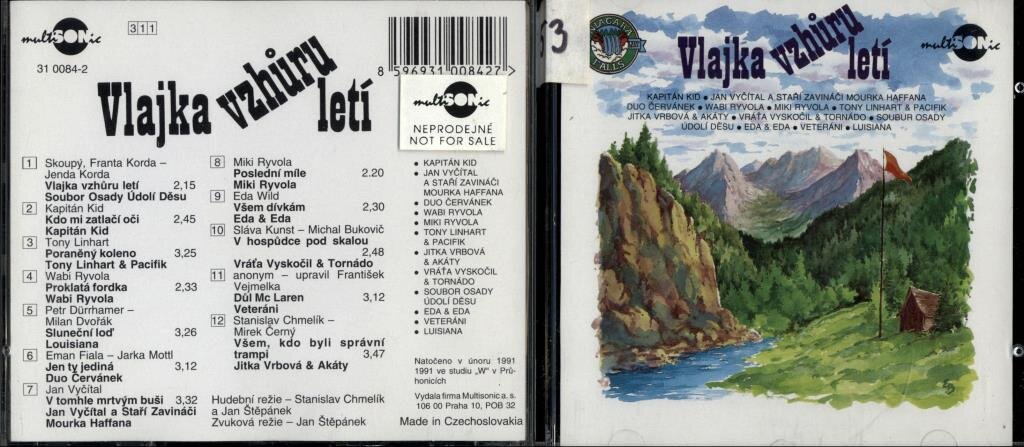 multiSONic
311
31 0084-2
Vlajka vzhůru letí
8 596931 008427
multiSONic
NEPRODEJNÉ
NOT FOR SALE
1 Skoupý, Franta Korda –
Jenda Korda
Vlajka vzhůru letí 2,15
Soubor Osady Údolí Děsu
2 Kapitán Kid
Kdo mi zatlačí oči 2,45
Kapitán Kid
3 Tony Linhart
Poraněný koleno 3,25
Tony Linhart & Pacifik
4 Wabi Ryvola
Proklatá fordka 2,33
Wabi Ryvola
5 Petr Dürrhamer –
Milan Dvořák
Sluneční loď 3,26
Louisiana
6 Eman Fiala – Jarka Mottl
Jen ty jediná 3,12
Duo Červánek
7 Jan Vyčítal
V tomhle mrtvým buši 3,32
Jan Vyčítal a Staří Zavináči
Mourka Haffana
8 Miki Ryvola
Poslední míle 2.20
Miki Ryvola
9 Eda Wild
Všem dívkám 2,30
Eda & Eda
10 Sláva Kunst – Michal Bukovič
V hospůdce pod skalou
2,48
Vráťa Vyskočil & Tornádo
11 anonym – upravil František
Vejmelka
Důl Mc Laren 3,12
Veteráni
12 Stanislav Chmelík –
Mirek Černý
Všem, kdo byli správní
trampi 3,47
Jitka Vrbová & Akáty
Hudební režie – Stanislav Chmelík
a Jan Štěpánek
Zvuková režie – Jan Štěpánek
• KAPITÁN KID
• JAN VYČÍTAL
A STAŘÍ ZAVINÁČI
MOURKA HAFFANA
• DUO ČERVÁNEK
• WABI RYVOLA
• MIKI RYVOLA
• TONY LINHART
& PACIFIK
• JITKA VRBOVÁ
& AKÁTY
• VRÁŤA VYSKOČIL
& TORNÁDO
• SOUBOR OSADY
ÚDOLÍ DĚSU
• EDA & EDA
• VETERÁNI
• LUISIANA
Natočeno v únoru 1991
1991 ve studiu „W" v Prů-
honicích
Vydala firma Multisonic a. s.
106 00 Praha 10, POB 32
Made in Czechoslovakia
53
NIAGARA
FALLS
Vlajka vzhůru letí
multiSONic
KAPITÁN KID • JAN VYČÍTAL A STAŘÍ ZAVINÁČI MOURKA HAFFANA
DUO ČERVÁNEK • WABI RYVOLA • MIKI RYVOLA • TONY LINHART & PACIFIK
JITKA VRBOVÁ & AKÁTY • VRÁŤA VYSKOČIL & TORNÁDO • SOUBOR OSADY
ÚDOLÍ DĚSU • EDA & EDA • VETERÁNI • LUISIANA